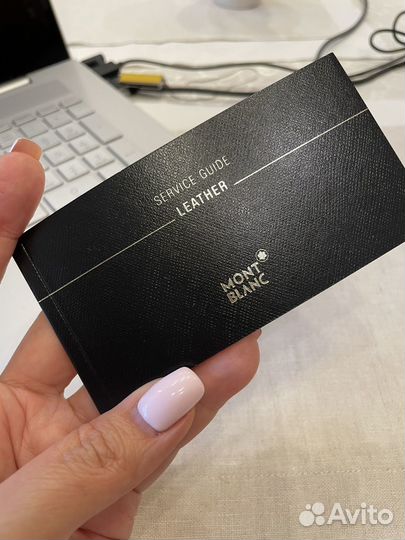 SERVICE GUIDE
LEATHER
MONT
BLANC
Avito